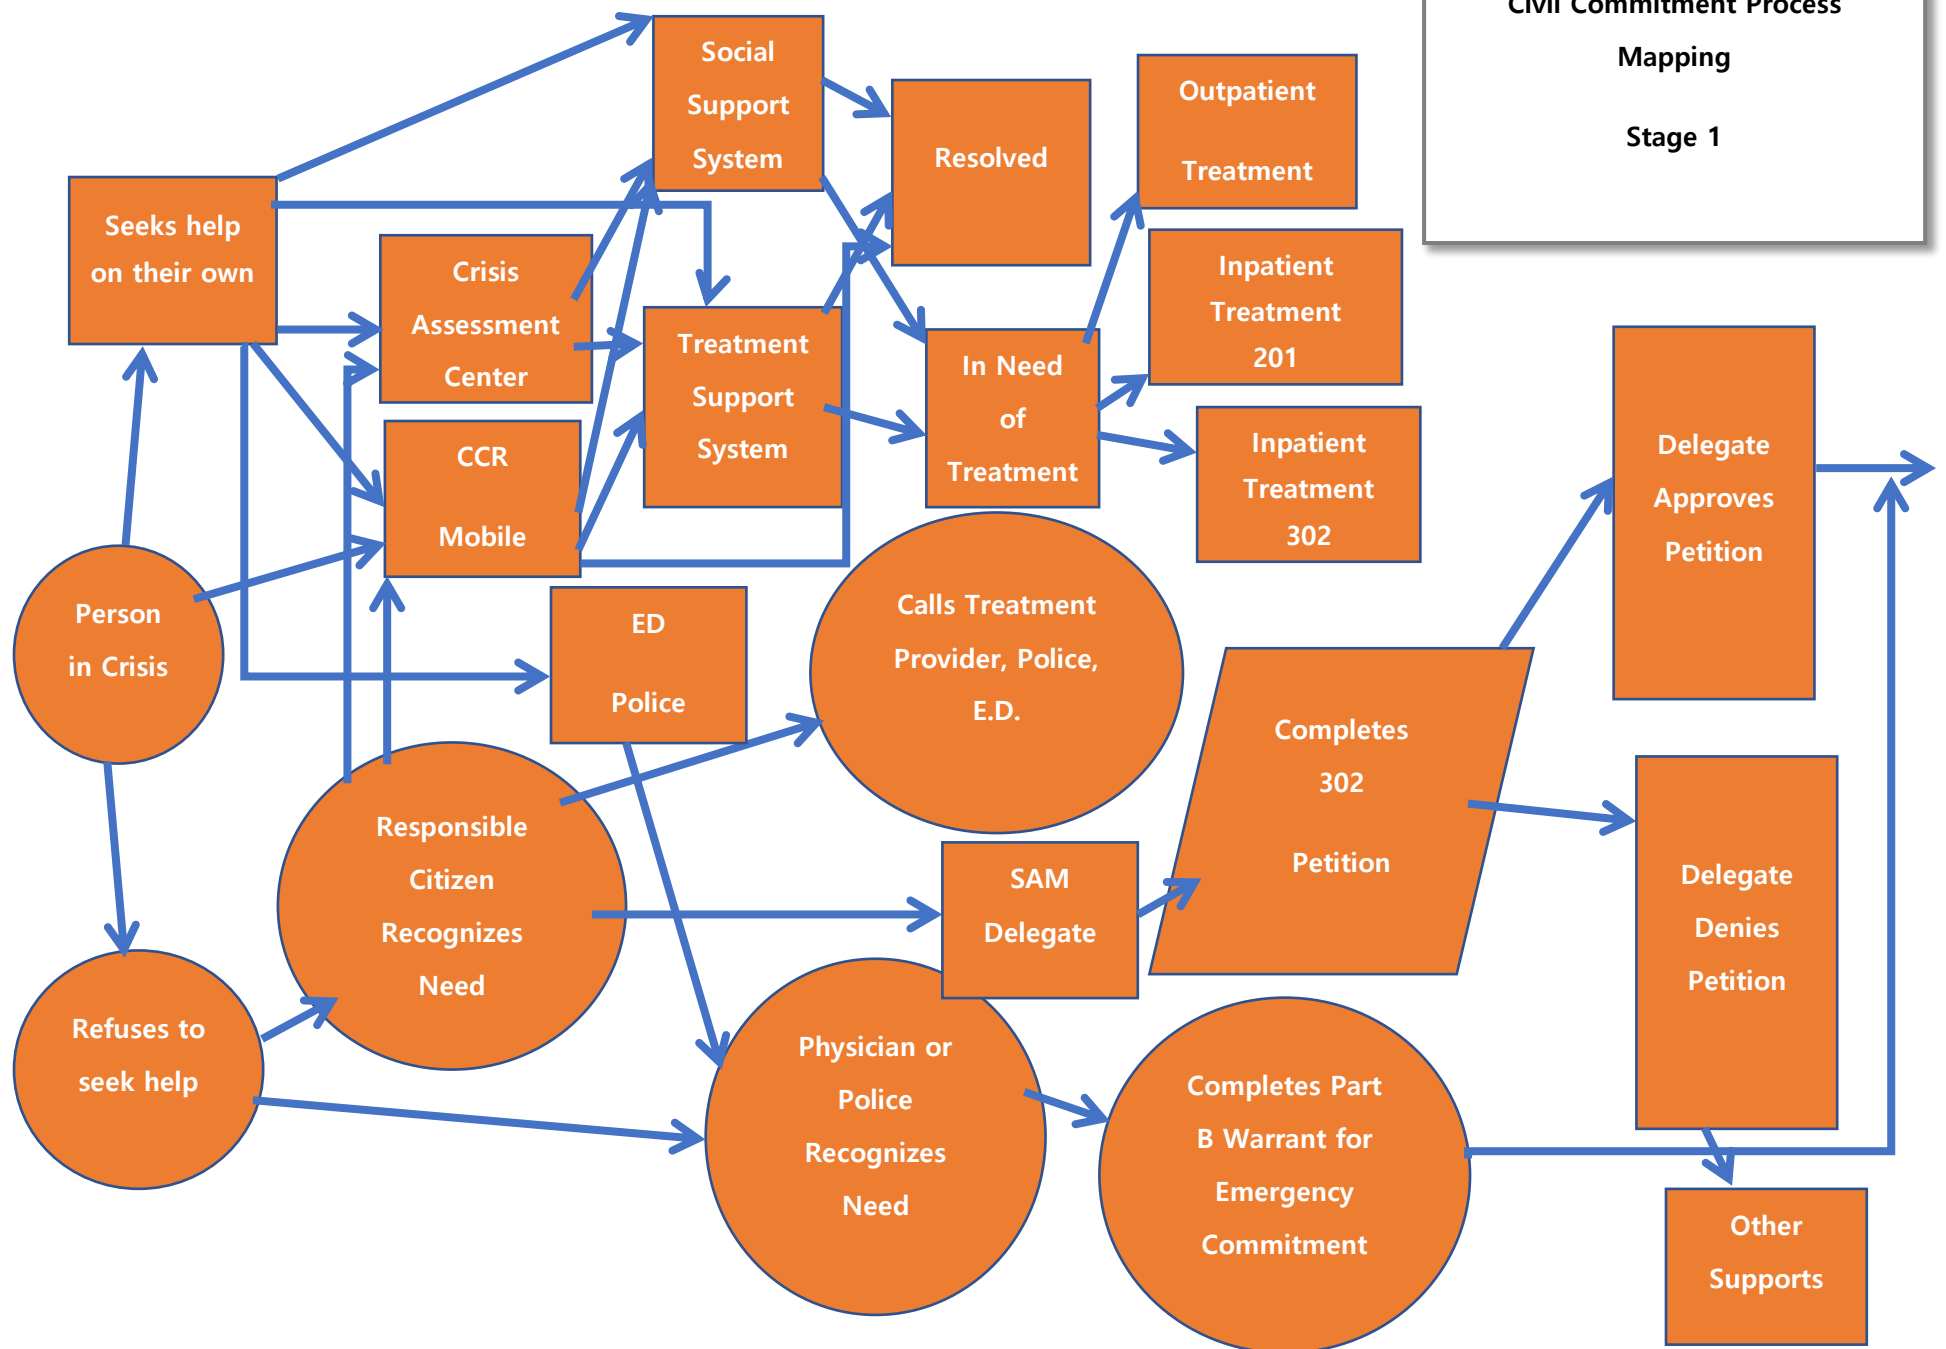 Civil Commitment Process
Mapping
Stage 1
Social
Support
System
Resolved
Outpatient
Treatment
Seeks help
on their own
Crisis
Assessment
Center
Inpatient
Treatment
201
Treatment
Support
System
In Need
of
Treatment
CCR
Mobile
Inpatient
Treatment
302
Delegate
Approves
Petition
Person
in Crisis
ED
Police
Calls Treatment
Provider, Police,
E.D.
Completes
302
Petition
Responsible
Citizen
Recognizes
Need
SAM
Delegate
Delegate
Denies
Petition
Refuses to
seek help
Physician or
Police
Recognizes
Need
Completes Part
B Warrant for
Emergency
Commitment
Other
Supports